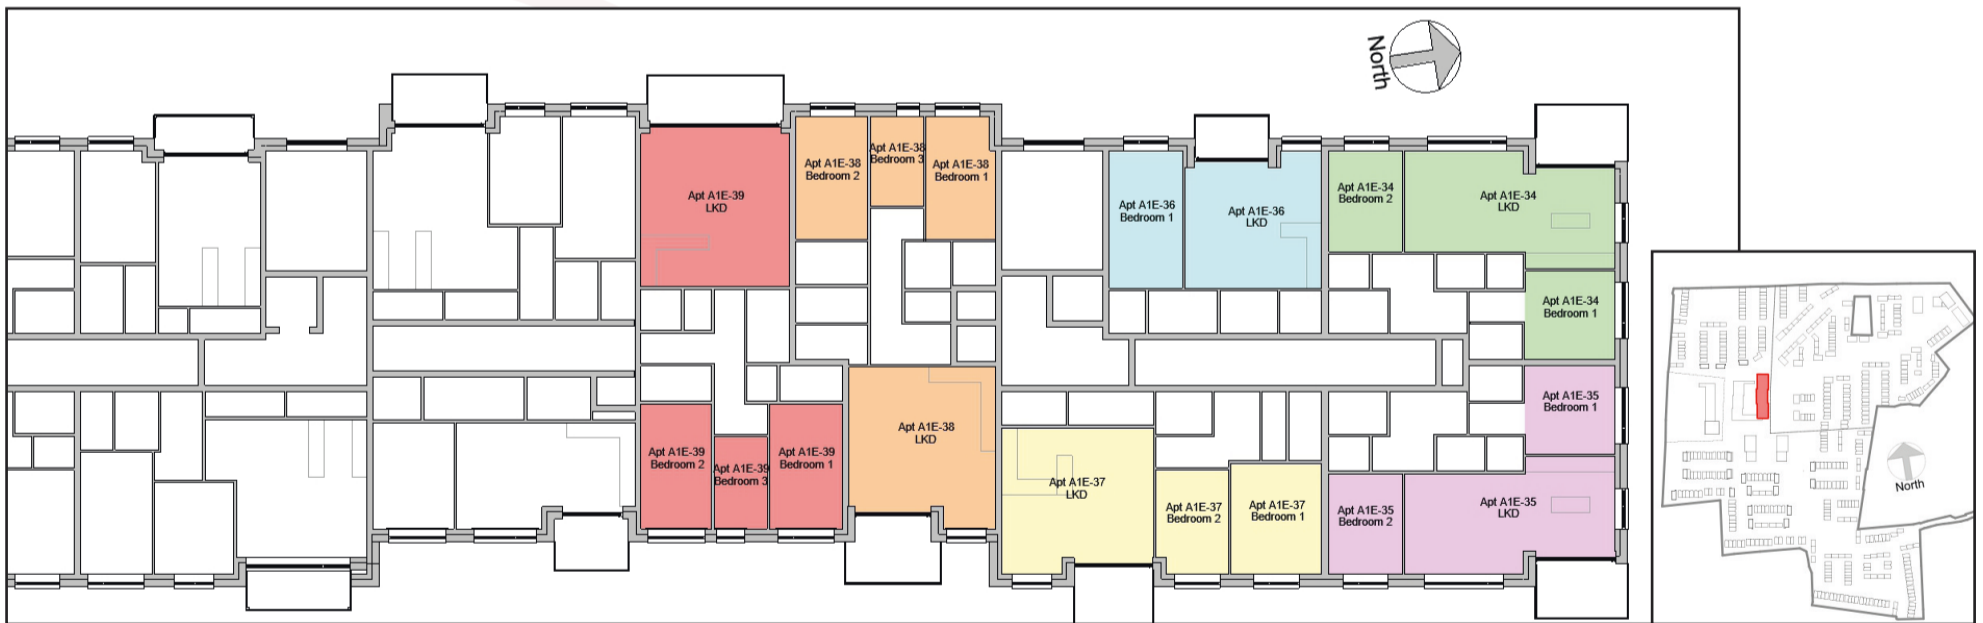 North
Apt A1E-39
LKD
Apt A1E-38
Bedroom 2
Apt A1E-38
Bedroom 3
Apt A1E-38
Bedroom 1
Apt A1E-36
Bedroom 1
Apt A1E-36
LKD
Apt A1E-34
Bedroom 2
Apt A1E-34
LKD
Apt A1E-34
Bedroom 1
Apt A1E-35
Bedroom 1
Apt A1E-39
Bedroom 2
Apt A1E-39
Bedroom 3
Apt A1E-39
Bedroom 1
Apt A1E-38
LKD
Apt A1E-37
LKD
Apt A1E-37
Bedroom 2
Apt A1E-37
Bedroom 1
Apt A1E-35
Bedroom 2
Apt A1E-35
LKD
North